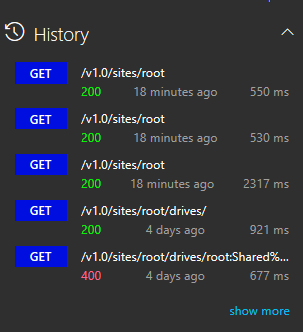 History
GET /v1.0/sites/root
200 18 minutes ago 550 ms
GET /v1.0/sites/root
200 18 minutes ago 530 ms
GET /v1.0/sites/root
200 18 minutes ago 2317 ms
GET /v1.0/sites/root/drives/
200 4 days ago 921 ms
GET /v1.0/sites/root/drives/root:Shared%...
400 4 days ago 677 ms
show more